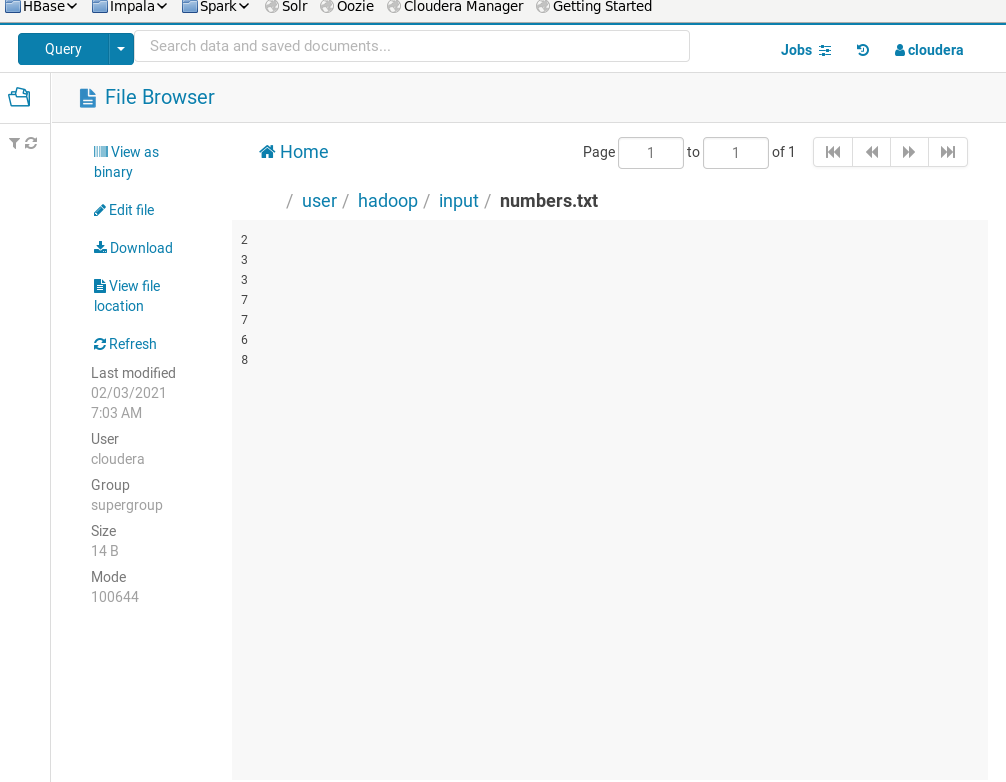 HBase Impala Spark Solr Oozie Cloudera Manager Getting Started
Query Search data and saved documents... Jobs cloudera
File Browser
View as
binary
Edit file
Download
View file
location
Refresh
Last modified
02/03/2021
7:03 AM
User
cloudera
Group
supergroup
Size
14 B
Mode
100644
Home Page 1 to 1 of 1
/ user / hadoop / input / numbers.txt
2
3
3
7
7
6
8